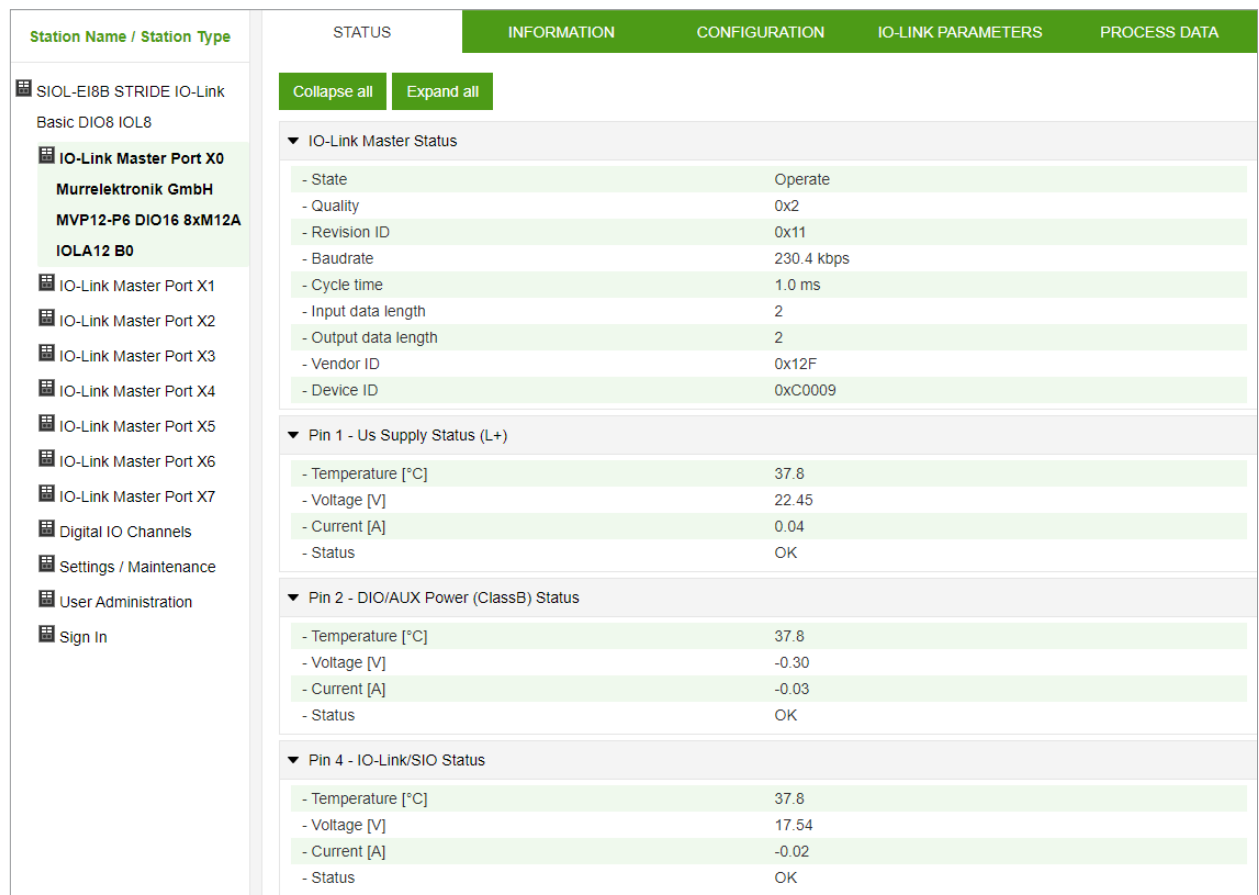 Station Name / Station Type
STATUS INFORMATION CONFIGURATION IO-LINK PARAMETERS PROCESS DATA
SIOL-EI8B STRIDE IO-Link
Basic DIO8 IOL8
IO-Link Master Port X0
Murrelektronik GmbH
MVP12-P6 DIO16 8xM12A
IOLA12 B0
IO-Link Master Port X1
IO-Link Master Port X2
IO-Link Master Port X3
IO-Link Master Port X4
IO-Link Master Port X5
IO-Link Master Port X6
IO-Link Master Port X7
Digital IO Channels
Settings / Maintenance
User Administration
Sign In
Collapse all Expand all
IO-Link Master Status
- State Operate
- Quality 0x2
- Revision ID 0x11
- Baudrate 230.4 kbps
- Cycle time 1.0 ms
- Input data length 2
- Output data length 2
- Vendor ID 0x12F
- Device ID 0xC0009
Pin 1 - Us Supply Status (L+)
- Temperature [°C] 37.8
- Voltage [V] 22.45
- Current [A] 0.04
- Status OK
Pin 2 - DIO/AUX Power (ClassB) Status
- Temperature [°C] 37.8
- Voltage [V] -0.30
- Current [A] -0.03
- Status OK
Pin 4 - IO-Link/SIO Status
- Temperature [°C] 37.8
- Voltage [V] 17.54
- Current [A] -0.02
- Status OK